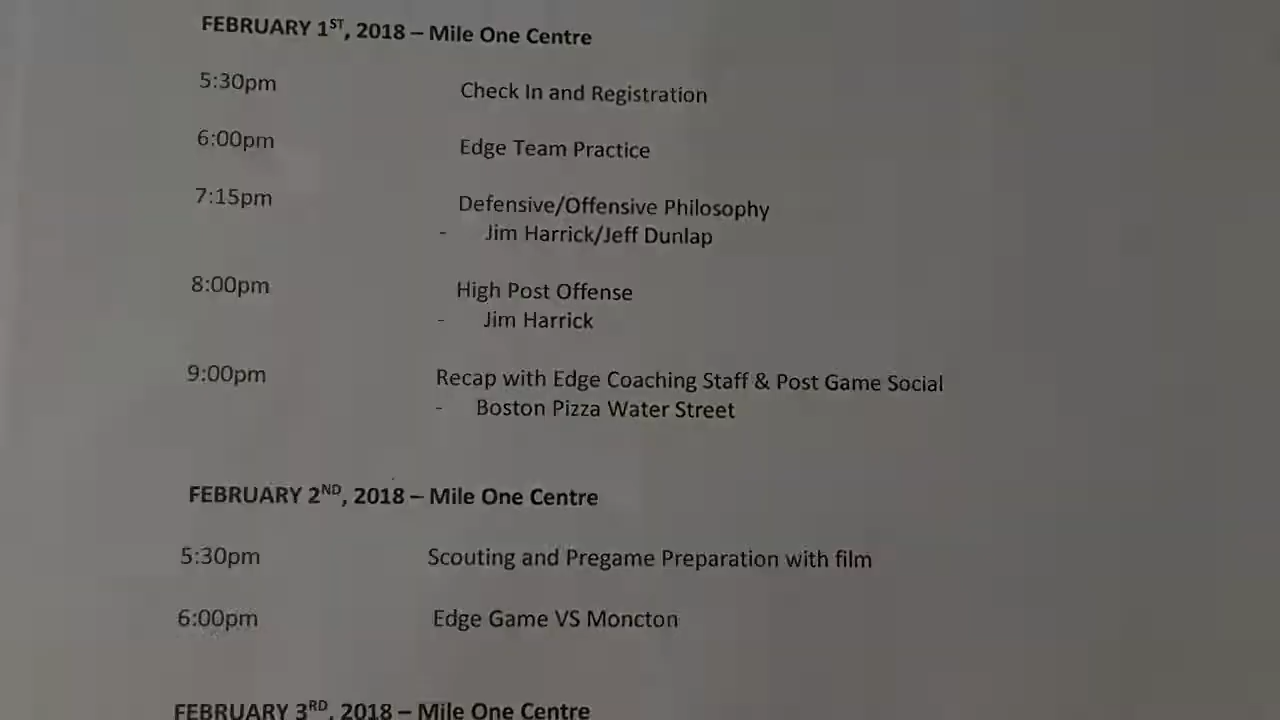 FEBRUARY 1ST, 2018 – Mile One Centre
5:30pm Check In and Registration
6:00pm Edge Team Practice
7:15pm Defensive/Offensive Philosophy
- Jim Harrick/Jeff Dunlap
8:00pm High Post Offense
- Jim Harrick
9:00pm Recap with Edge Coaching Staff & Post Game Social
- Boston Pizza Water Street
FEBRUARY 2ND, 2018 – Mile One Centre
5:30pm Scouting and Pregame Preparation with film
6:00pm Edge Game VS Moncton
FEBRUARY 3RD, 2018 – Mile One Centre